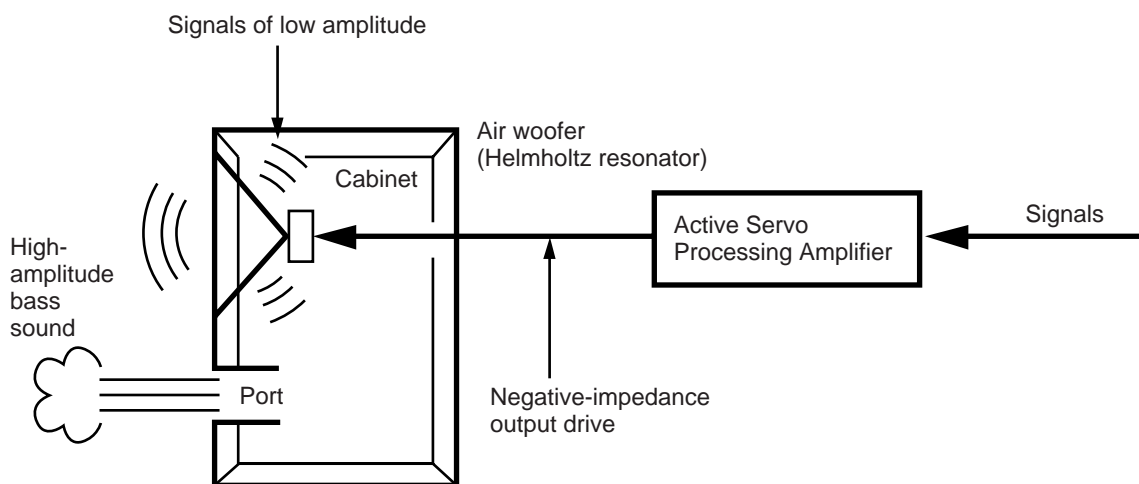 Signals of low amplitude
Air woofer
(Helmholtz resonator)
Cabinet
Active Servo
Processing Amplifier
Signals
High-
amplitude
bass
sound
Port
Negative-impedance
output drive